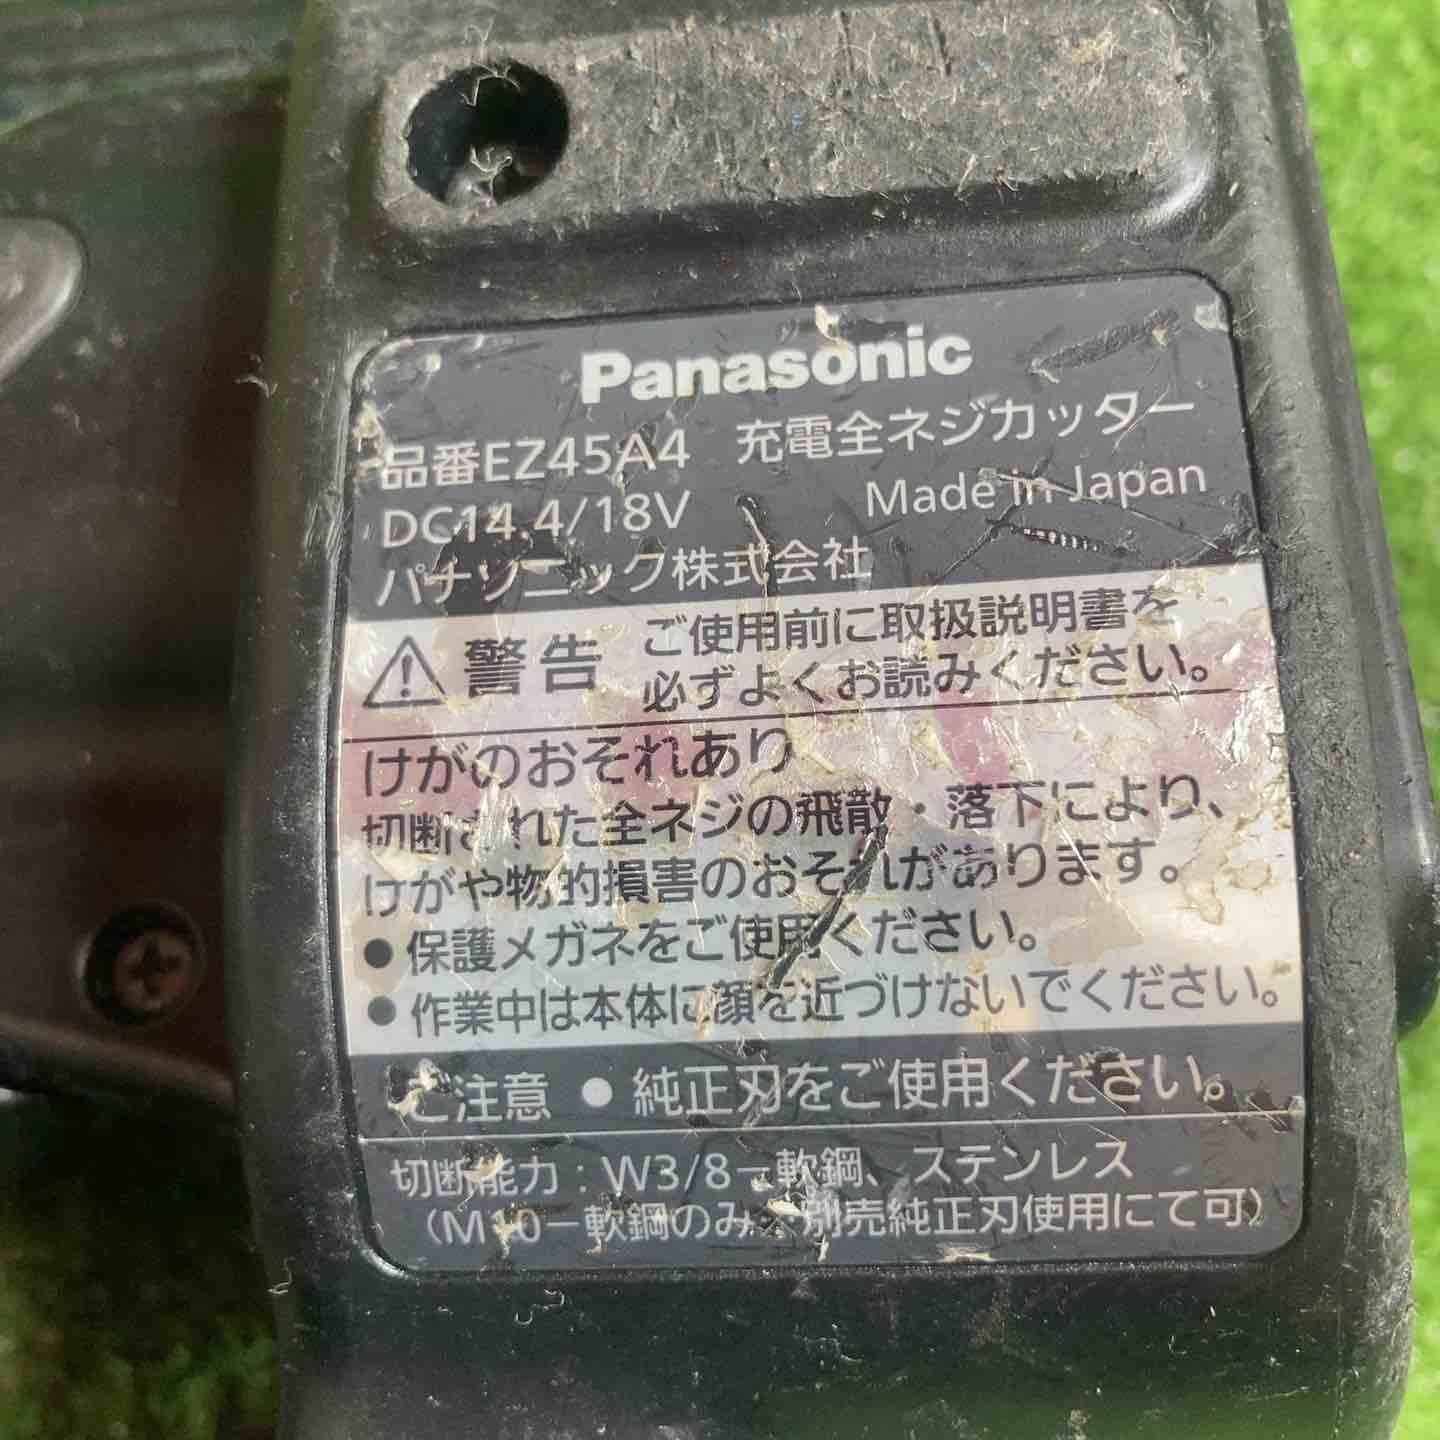 Panasonic
品番EZ45A4 充電全ネジカッター
DC14.4/18V Made in Japan
パナソニック株式会社
警告 ご使用前に取扱説明書を
必ずよくお読みください。
けがのおそれあり
切断された全ネジの飛散・落下により、
けがや物的損害のおそれがあります。
●保護メガネをご使用ください。
●作業中は本体に顔を近づけないでください。
ご注意 ●純正刃をご使用ください。
切断能力：W3/8－軟鋼、ステンレス
（M10－軟鋼のみ 別売純正刃使用にて可）